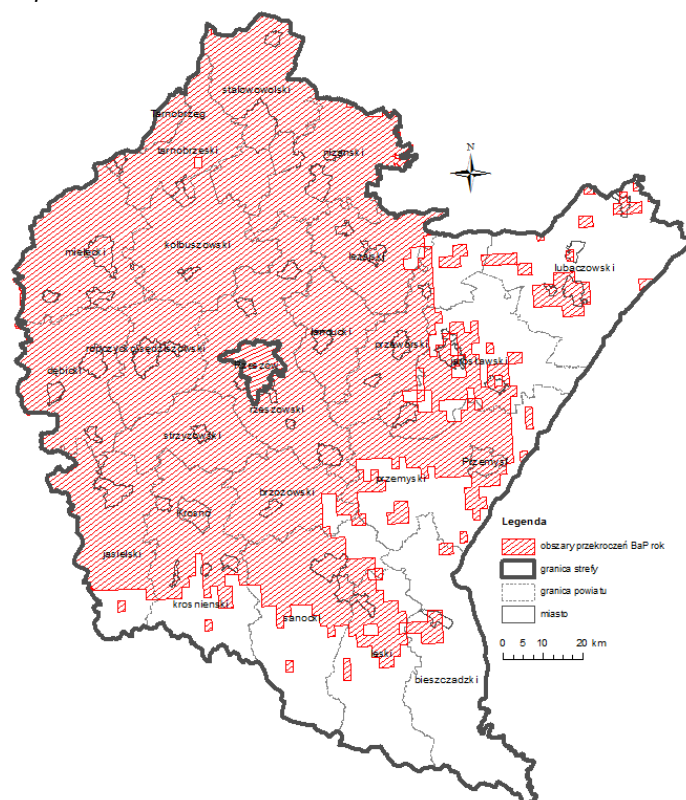 stalowowolski
Tarnobrzeg
tarnobrzeski
niżański
N
kolbuszowski
mielecki
leżajski
lubaczowski
łańcucki
przeworski
ropczycko-sędziszowski
jarosławski
Rzeszów
dębicki
rzeszowski
strzyżowski
Przemyśl
przemyski
brzozowski
Krosno
jasielski
krośnieński
sanocki
leski
bieszczadzki
Legenda
obszary przekroczeń BaP rok
granica strefy
granica powiatu
miasto
0 5 10 20 km